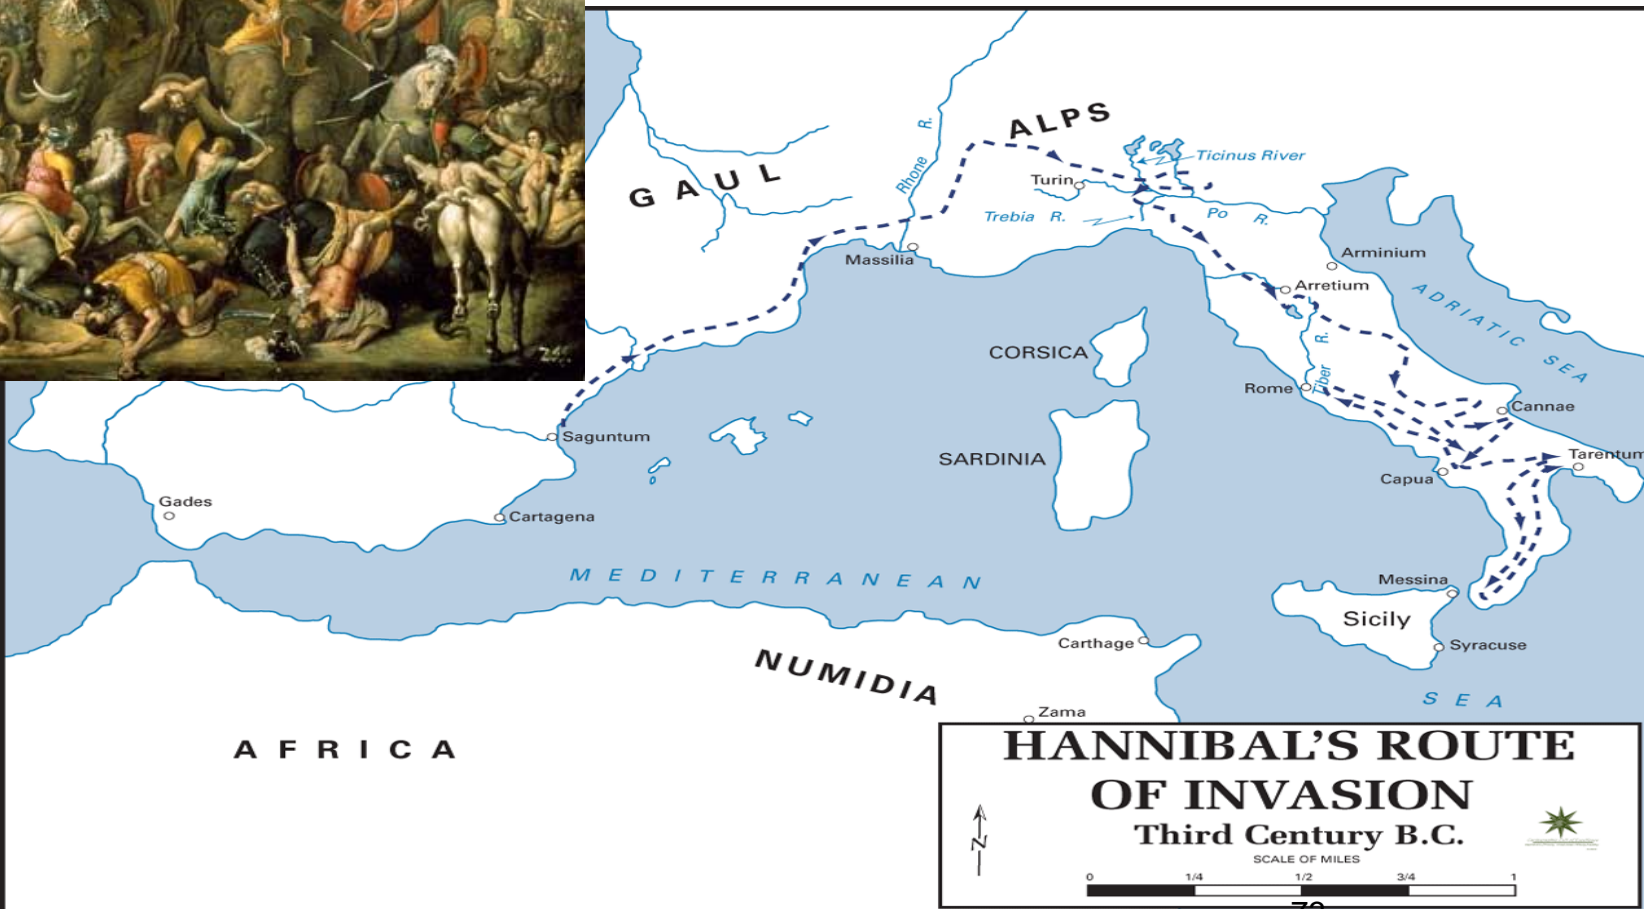 ALPS
Rhone R.
Ticinus River
GAUL
Turin
Trebia R.
Po R.
Massilia
Arminium
Arretium
ADRIATIC SEA
CORSICA
Tiber R.
Rome
Cannae
Saguntum
SARDINIA
Tarentum
Capua
Gades
Cartagena
MEDITERRANEAN
Messina
Sicily
Carthage
Syracuse
NUMIDIA
SEA
Zama
AFRICA
HANNIBAL'S ROUTE
OF INVASION
Third Century B.C.
SCALE OF MILES
N
0 1/4 1/2 3/4 1